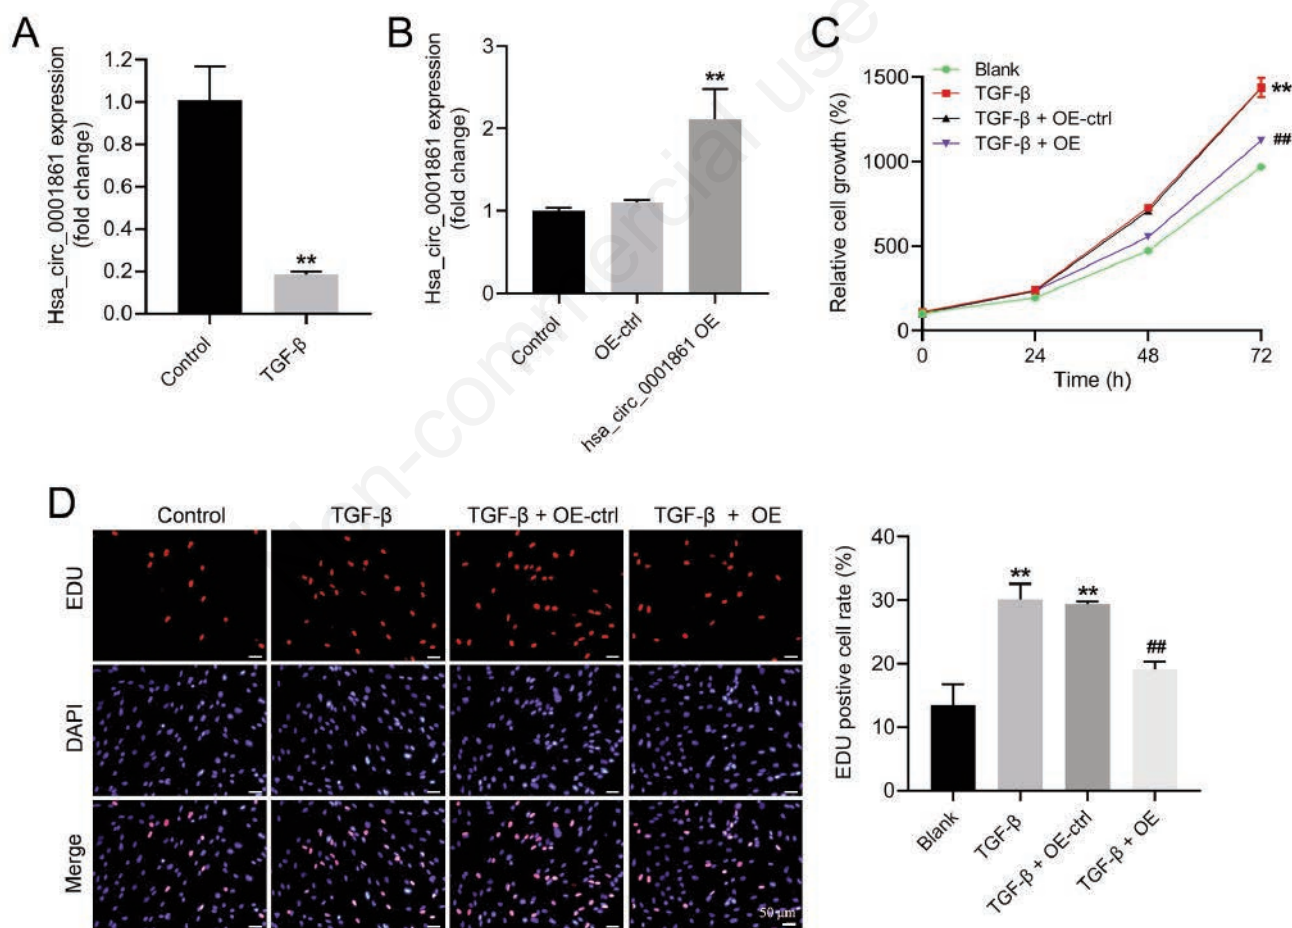 A
Hsa_circ_0001861 expression
(fold change)
1.2
1.0
0.8
0.6
0.4
0.2
0.0
**
Control
TGF-β
B
Hsa_circ_0001861 expression
(fold change)
3
2
1
0
**
Control
OE-ctrl
hsa_circ_0001861 OE
C
Relative cell growth (%)
1500
1000
500
0
Blank
TGF-β
TGF-β + OE-ctrl
TGF-β + OE
**
##
0
24
48
72
Time (h)
D
Control
TGF-β
TGF-β + OE-ctrl
TGF-β + OE
EDU
DAPI
Merge
50 μm
EDU postive cell rate (%)
40
30
20
10
0
**
**
##
Blank
TGF-β
TGF-β + OE-ctrl
TGF-β + OE
on-commercial use